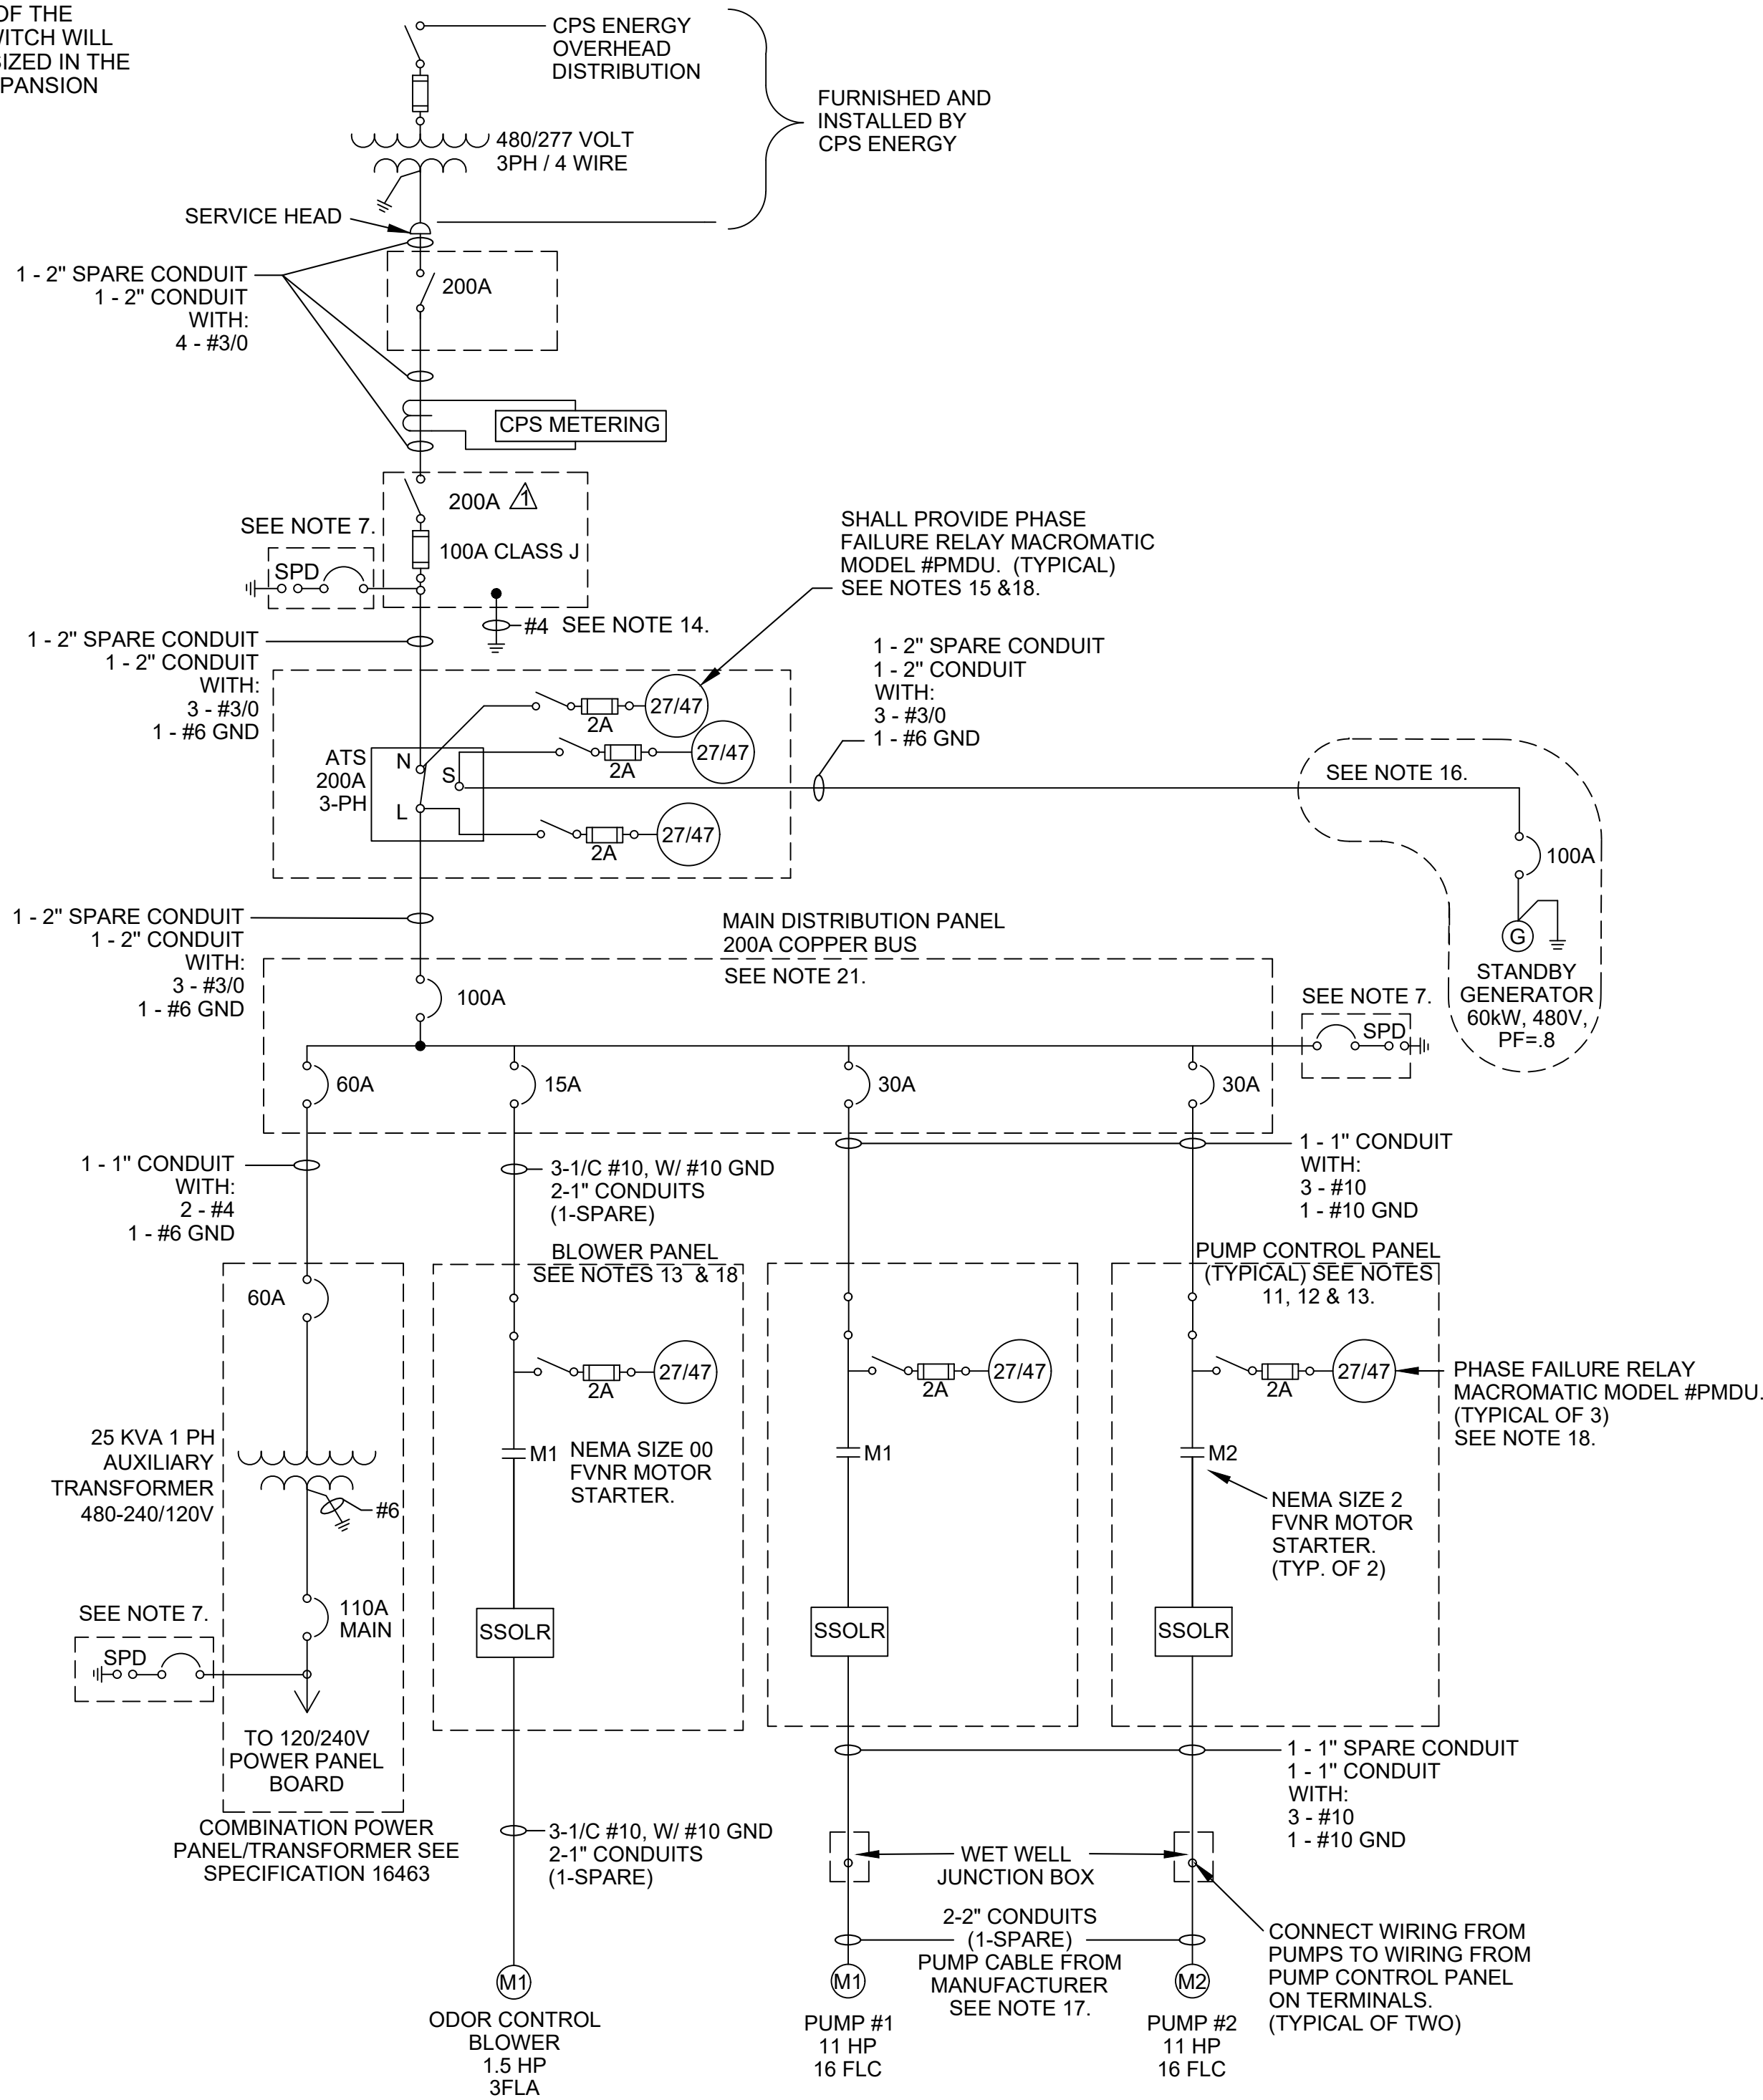 OF THE
WITCH WILL
SIZED IN THE
PANSION
CPS ENERGY
OVERHEAD
DISTRIBUTION
FURNISHED AND
INSTALLED BY
CPS ENERGY
480/277 VOLT
3PH / 4 WIRE
SERVICE HEAD
1 - 2" SPARE CONDUIT
1 - 2" CONDUIT
WITH:
4 - #3/0
200A
CPS METERING
200A 1
100A CLASS J
SEE NOTE 7.
SPD
#4 SEE NOTE 14.
SHALL PROVIDE PHASE
FAILURE RELAY MACROMATIC
MODEL #PMDU. (TYPICAL)
SEE NOTES 15 &18.
1 - 2" SPARE CONDUIT
1 - 2" CONDUIT
WITH:
3 - #3/0
1 - #6 GND
1 - 2" SPARE CONDUIT
1 - 2" CONDUIT
WITH:
3 - #3/0
1 - #6 GND
27/47
2A
27/47
2A
27/47
2A
ATS
200A
3-PH
N
S
L
SEE NOTE 16.
100A
G
STANDBY
GENERATOR
60kW, 480V,
PF=.8
1 - 2" SPARE CONDUIT
1 - 2" CONDUIT
WITH:
3 - #3/0
1 - #6 GND
MAIN DISTRIBUTION PANEL
200A COPPER BUS
SEE NOTE 21.
100A
SEE NOTE 7.
SPD
60A
15A
30A
30A
1 - 1" CONDUIT
WITH:
2 - #4
1 - #6 GND
3-1/C #10, W/ #10 GND
2-1" CONDUITS
(1-SPARE)
1 - 1" CONDUIT
WITH:
3 - #10
1 - #10 GND
BLOWER PANEL
SEE NOTES 13 & 18
PUMP CONTROL PANEL
(TYPICAL) SEE NOTES
11, 12 & 13.
60A
27/47
2A
27/47
2A
27/47
2A
PHASE FAILURE RELAY
MACROMATIC MODEL #PMDU.
(TYPICAL OF 3)
SEE NOTE 18.
25 KVA 1 PH
AUXILIARY
TRANSFORMER
480-240/120V
#6
M1
NEMA SIZE 00
FVNR MOTOR
STARTER.
M1
M2
NEMA SIZE 2
FVNR MOTOR
STARTER.
(TYP. OF 2)
110A
MAIN
SEE NOTE 7.
SPD
SSOLR
SSOLR
SSOLR
TO 120/240V
POWER PANEL
BOARD
COMBINATION POWER
PANEL/TRANSFORMER SEE
SPECIFICATION 16463
1 - 1" SPARE CONDUIT
1 - 1" CONDUIT
WITH:
3 - #10
1 - #10 GND
3-1/C #10, W/ #10 GND
2-1" CONDUITS
(1-SPARE)
WET WELL
JUNCTION BOX
2-2" CONDUITS
(1-SPARE)
PUMP CABLE FROM
MANUFACTURER
SEE NOTE 17.
CONNECT WIRING FROM
PUMPS TO WIRING FROM
PUMP CONTROL PANEL
ON TERMINALS.
(TYPICAL OF TWO)
M1
ODOR CONTROL
BLOWER
1.5 HP
3FLA
M1
PUMP #1
11 HP
16 FLC
M2
PUMP #2
11 HP
16 FLC